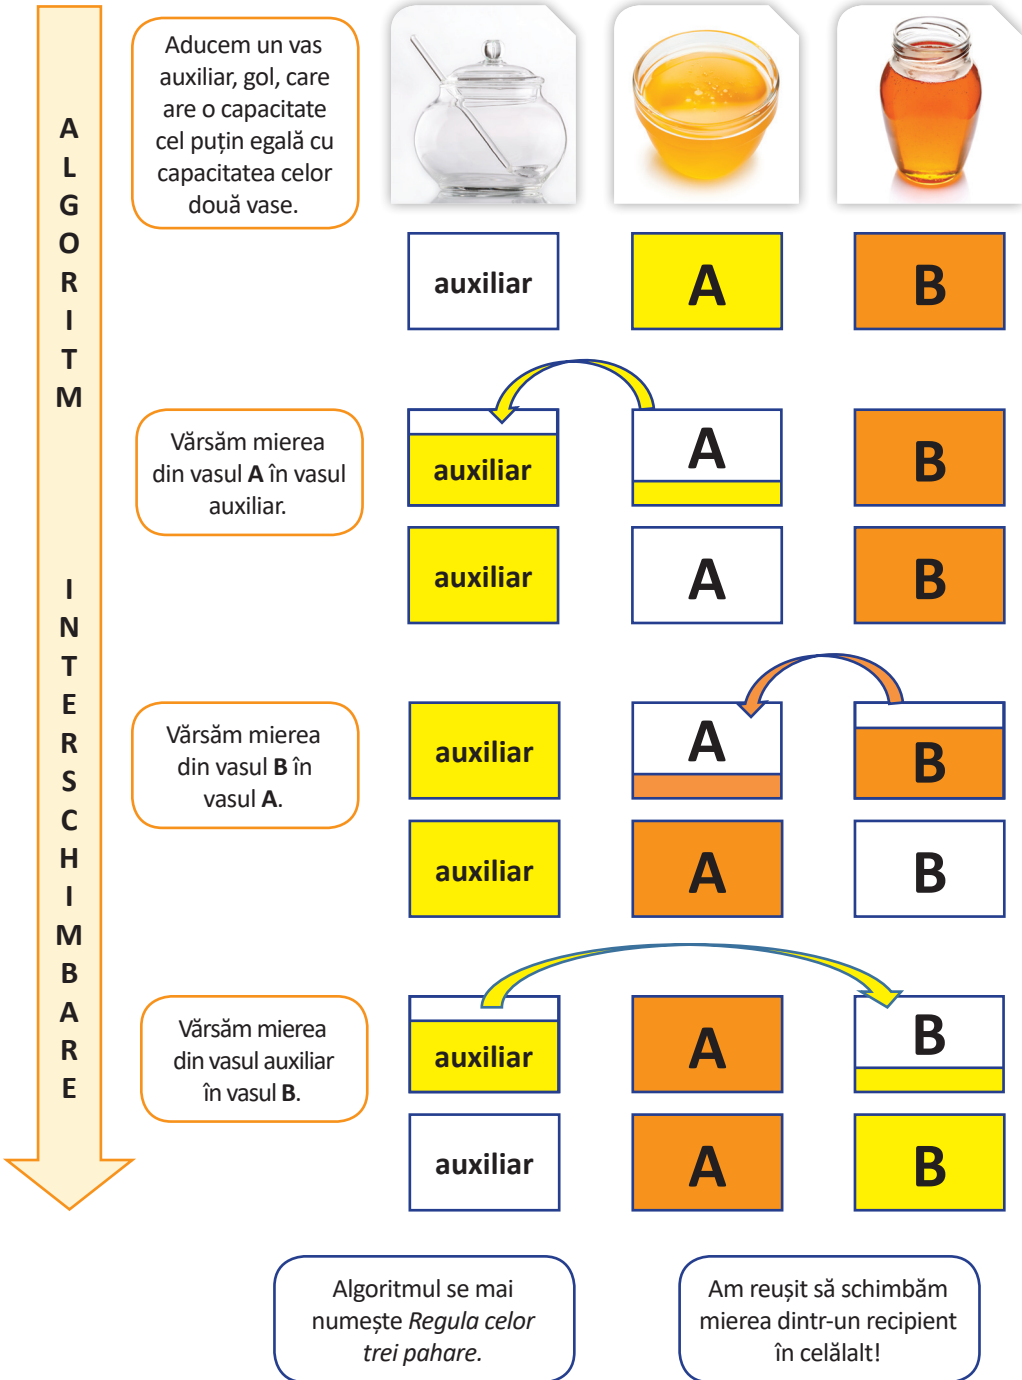 ALGORITM INTERSCHIMBARE
Aducem un vas
auxiliar, gol, care
are o capacitate
cel puțin egală cu
capacitatea celor
două vase.
auxiliar
A
B
Vărsăm mierea
din vasul A în vasul
auxiliar.
auxiliar
A
B
auxiliar
A
B
Vărsăm mierea
din vasul B în
vasul A.
auxiliar
A
B
auxiliar
A
B
Vărsăm mierea
din vasul auxiliar
în vasul B.
auxiliar
A
B
auxiliar
A
B
Algoritmul se mai
numește Regula celor
trei pahare.
Am reușit să schimbăm
mierea dintr-un recipient
în celălalt!